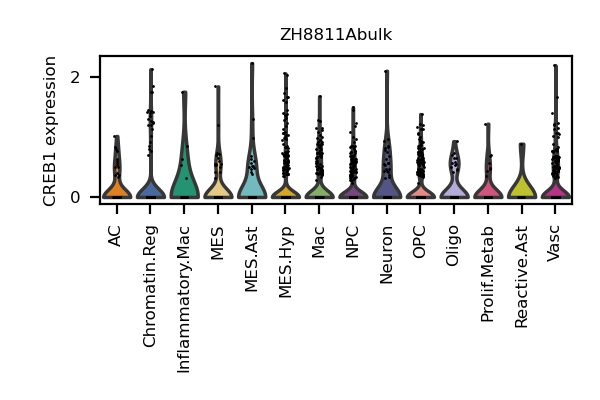 ZH8811Abulk
CREB1 expression
2
0
AC
Chromatin.Reg
Inflammatory.Mac
MES
MES.Ast
MES.Hyp
Mac
NPC
Neuron
OPC
Oligo
Prolif.Metab
Reactive.Ast
Vasc